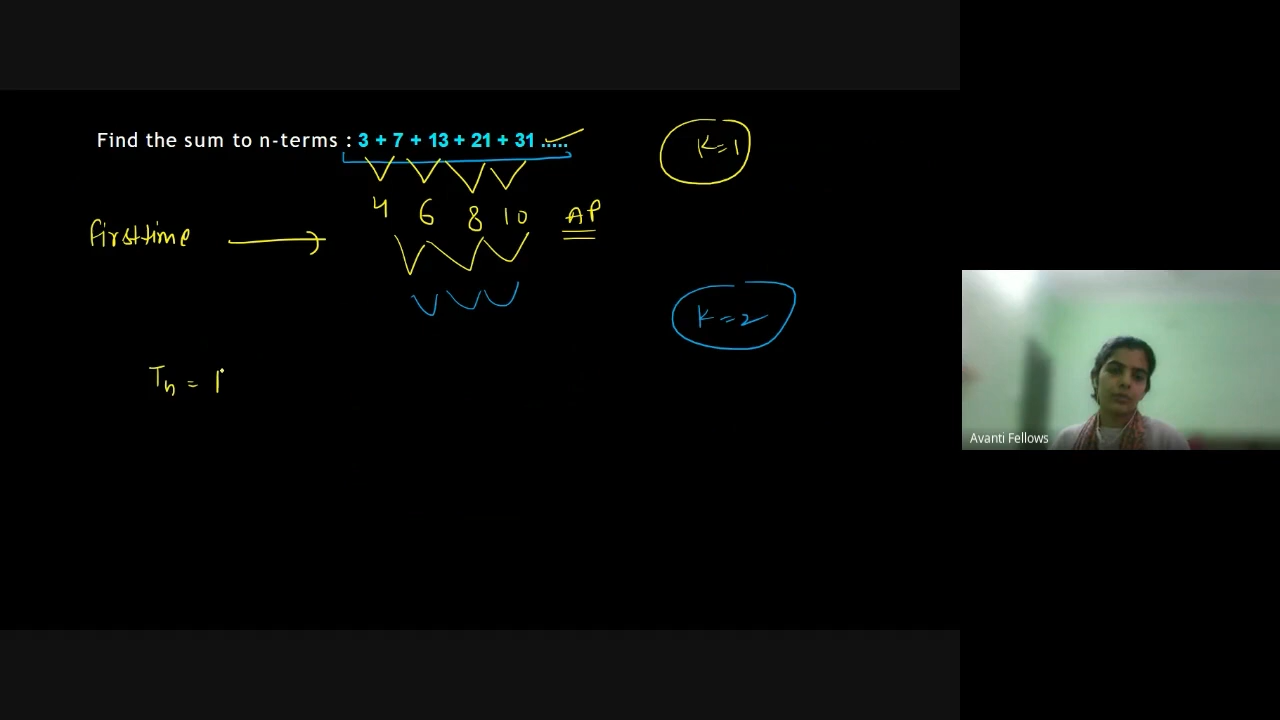 Find the sum to n-terms : 3 + 7 + 13 + 21 + 31 .....
K=1
4 6 8 10 AP
firsttime
K=2
Tn =
Avanti Fellows